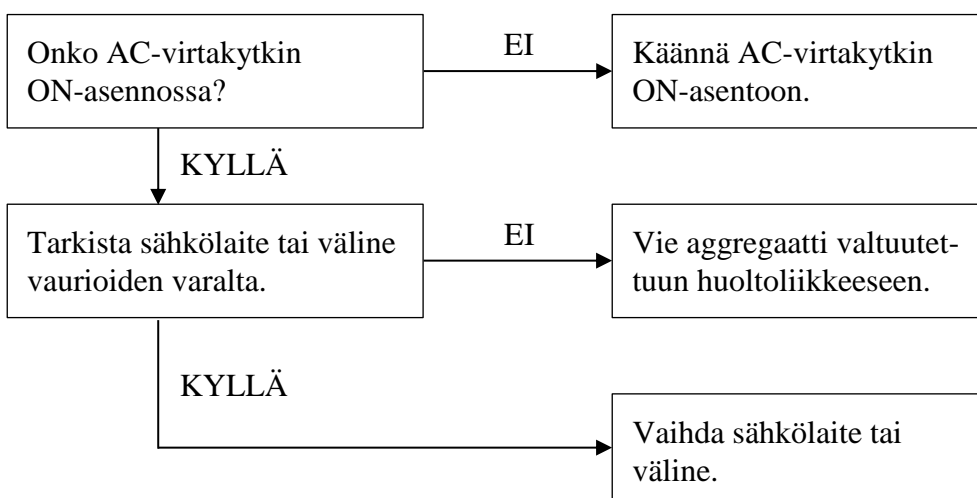 Onko AC-virtakytkin
ON-asennossa?
EI
Käännä AC-virtakytkin
ON-asentoon.
KYLLÄ
Tarkista sähkölaite tai väline
vaurioiden varalta.
EI
Vie aggregaatti valtuutet-
tuun huoltoliikkeeseen.
KYLLÄ
Vaihda sähkölaite tai
väline.